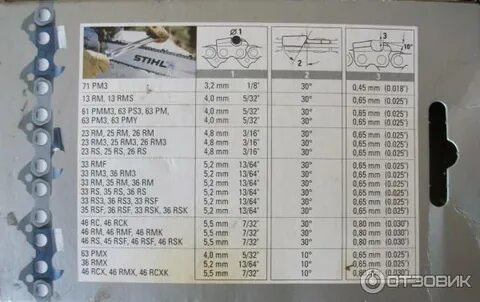 STIHL
Ø 1
2
3
10°
1
2
3
71 PM3 3,2 mm 1/8" 30° 0,45 mm (0.018")
13 RM, 13 RMS 4,0 mm 5/32" 30° 0,65 mm (0.025")
61 PMM3, 63 PS3, 63 PM, 4,0 mm 5/32" 30° 0,65 mm (0.025")
63 PM3, 63 PMY 4,0 mm 5/32" 30° 0,65 mm (0.025")
23 RM, 25 RM, 26 RM 4,8 mm 3/16" 30° 0,65 mm (0.025")
23 RM3, 25 RM3, 26 RM3 4,8 mm 3/16" 30° 0,65 mm (0.025")
23 RS, 25 RS, 26 RS 4,8 mm 3/16" 30° 0,65 mm (0.025")
33 RMF 5,2 mm 13/64" 30° 0,65 mm (0.025")
33 RM3, 36 RM3 5,2 mm 13/64" 30° 0,65 mm (0.025")
33 RM, 35 RM, 36 RM 5,2 mm 13/64" 30° 0,65 mm (0.025")
33 RS, 35 RS, 36 RS 5,2 mm 13/64" 30° 0,65 mm (0.025")
33 RS3, 36 RS3, 33 RSF 5,2 mm 13/64" 30° 0,65 mm (0.025")
35 RSF, 36 RSF, 33 RSK, 36 RSK 5,2 mm 13/64" 30° 0,65 mm (0.025")
46 RC, 46 RCK 5,5 mm 7/32" 30° 0,80 mm (0.030")
46 RM, 46 RMF, 46 RMK 5,5 mm 7/32" 30° 0,80 mm (0.030")
46 RS, 45 RSF, 46 RSF, 46 RSK 5,5 mm 7/32" 30° 0,80 mm (0.030")
63 PMX 4,0 mm 5/32" 10° 0,65 mm (0.025")
36 RMX 5,2 mm 13/64" 10° 0,65 mm (0.025")
46 RCX, 46 RMX, 46 RCXK 5,5 mm 7/32" 10° 0,80 mm (0.030")
ОТЗОВИК